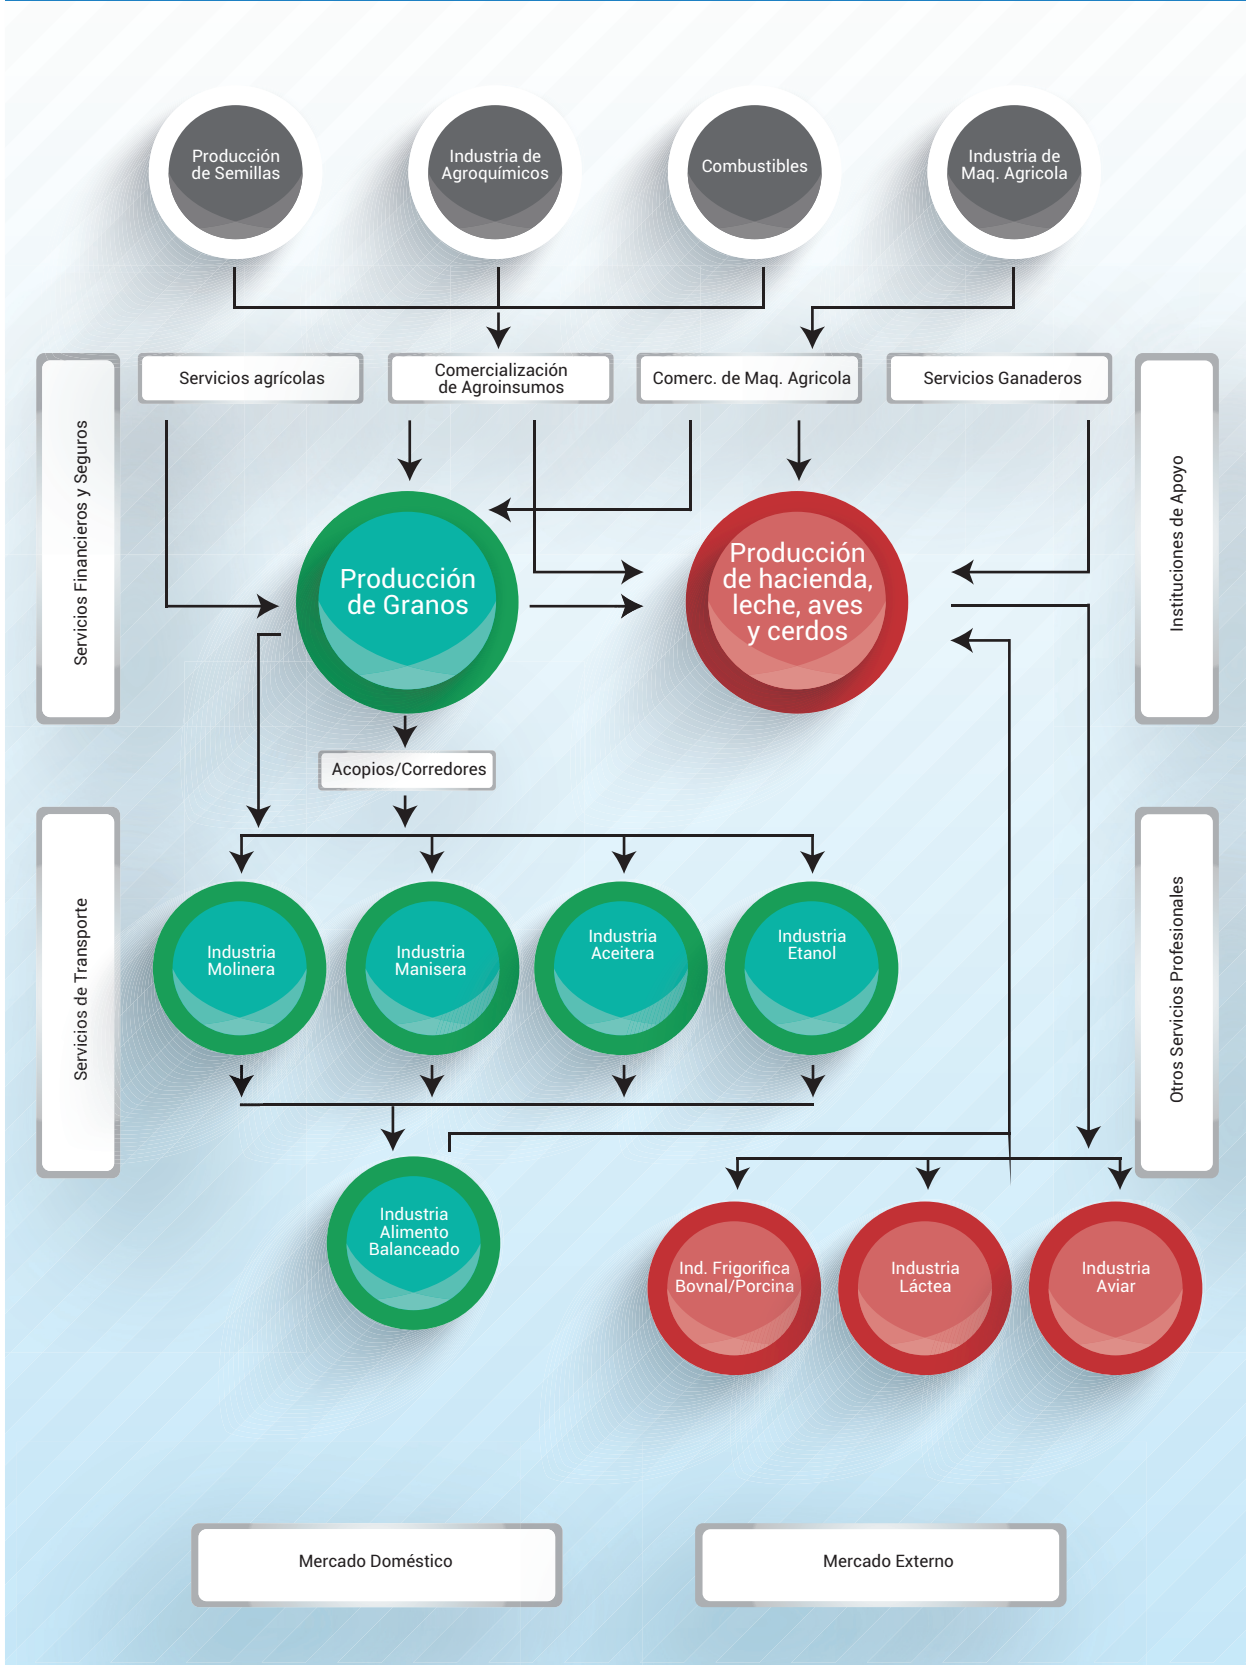 Producción
de Semillas
Industria de
Agroquímicos
Combustibles
Industria de
Maq. Agricola
Servicios agrícolas
Comercialización
de Agroinsumos
Comerc. de Maq. Agricola
Servicios Ganaderos
Servicios Financieros y Seguros
Instituciones de Apoyo
Producción
de Granos
Producción
de hacienda,
leche, aves
y cerdos
Acopios/Corredores
Servicios de Transporte
Otros Servicios Profesionales
Industria
Molinera
Industria
Manisera
Industria
Aceitera
Industria
Etanol
Industria
Alimento
Balanceado
Ind. Frigorifica
Bovnal/Porcina
Industria
Láctea
Industria
Aviar
Mercado Doméstico
Mercado Externo